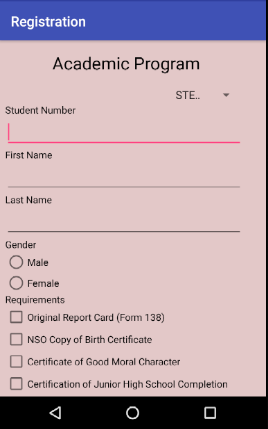 Registration
Academic Program
STE..
Student Number
First Name
Last Name
Gender
Male
Female
Requirements
Original Report Card (Form 138)
NSO Copy of Birth Certificate
Certificate of Good Moral Character
Certification of Junior High School Completion